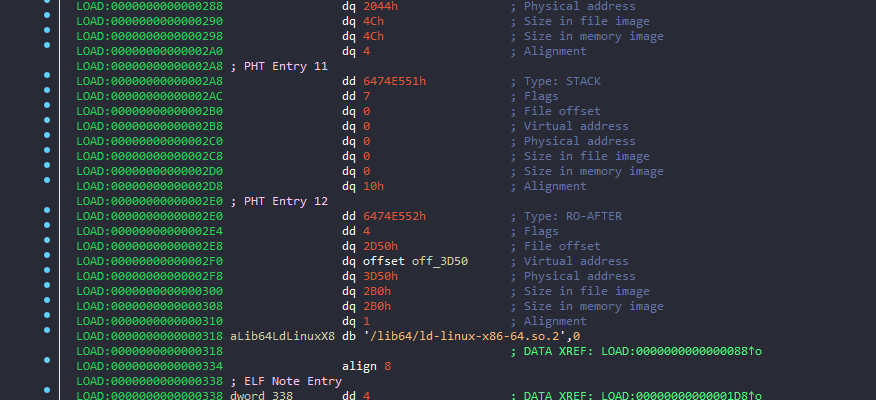 LOAD:0000000000000288 dq 2044h ; Physical address
LOAD:0000000000000290 dq 4Ch ; Size in file image
LOAD:0000000000000298 dq 4Ch ; Size in memory image
LOAD:00000000000002A0 dq 4 ; Alignment
LOAD:00000000000002A8 ; PHT Entry 11
LOAD:00000000000002A8 dd 6474E551h ; Type: STACK
LOAD:00000000000002AC dd 7 ; Flags
LOAD:00000000000002B0 dq 0 ; File offset
LOAD:00000000000002B8 dq 0 ; Virtual address
LOAD:00000000000002C0 dq 0 ; Physical address
LOAD:00000000000002C8 dq 0 ; Size in file image
LOAD:00000000000002D0 dq 0 ; Size in memory image
LOAD:00000000000002D8 dq 10h ; Alignment
LOAD:00000000000002E0 ; PHT Entry 12
LOAD:00000000000002E0 dd 6474E552h ; Type: RO-AFTER
LOAD:00000000000002E4 dd 4 ; Flags
LOAD:00000000000002E8 dq 2D50h ; File offset
LOAD:00000000000002F0 dq offset off_3D50 ; Virtual address
LOAD:00000000000002F8 dq 3D50h ; Physical address
LOAD:0000000000000300 dq 2B0h ; Size in file image
LOAD:0000000000000308 dq 2B0h ; Size in memory image
LOAD:0000000000000310 dq 1 ; Alignment
LOAD:0000000000000318 aLib64LdLinuxX8 db '/lib64/ld-linux-x86-64.so.2',0
LOAD:0000000000000318 ; DATA XREF: LOAD:0000000000000088↑o
LOAD:0000000000000334 align 8
LOAD:0000000000000338 ; ELF Note Entry
LOAD:0000000000000338 dword_338 dd 4 ; DATA XREF: LOAD:00000000000001D8↑o